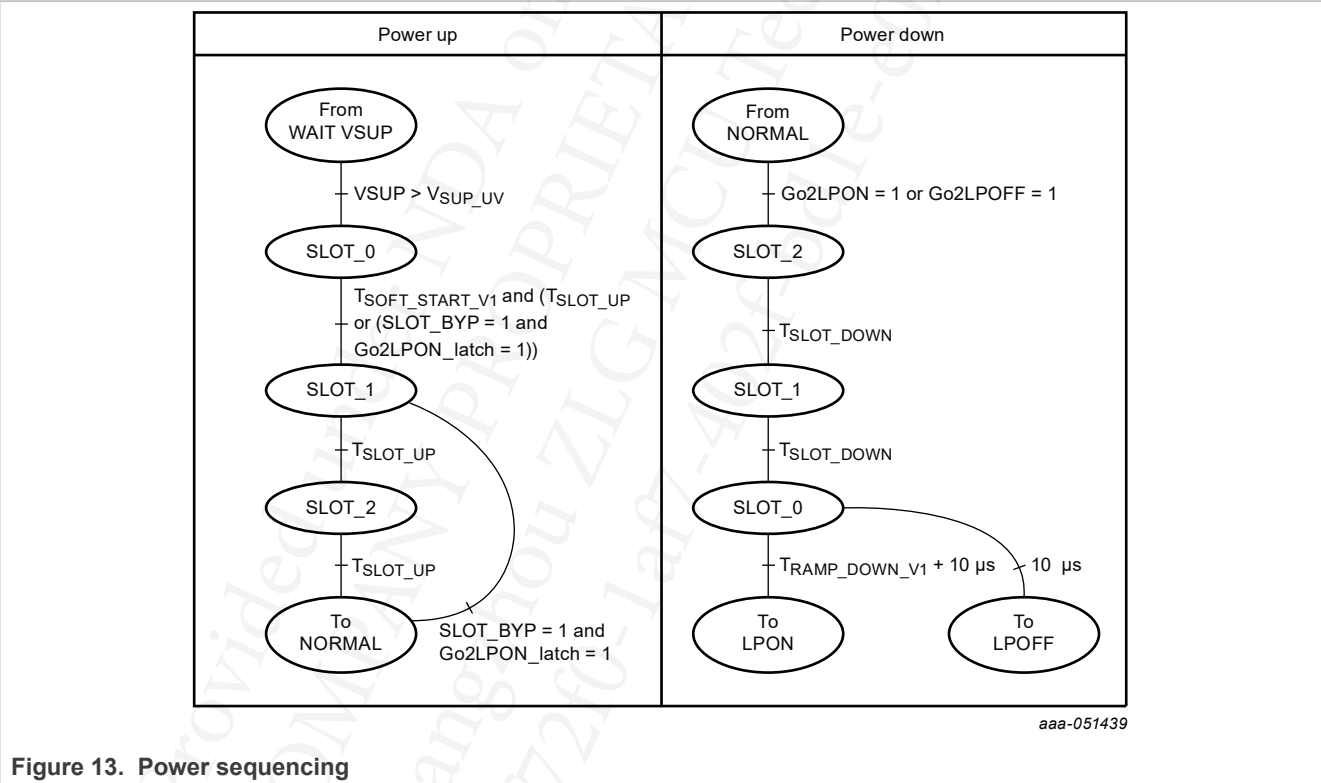 Power up
Power down
From
WAIT VSUP
VSUP > VSUP_UV
SLOT_0
TSOFT_START_V1 and (TSLOT_UP
or (SLOT_BYP = 1 and
Go2LPON_latch = 1))
SLOT_1
TSLOT_UP
SLOT_2
TSLOT_UP
To
NORMAL
SLOT_BYP = 1 and
Go2LPON_latch = 1
From
NORMAL
Go2LPON = 1 or Go2LPOFF = 1
SLOT_2
TSLOT_DOWN
SLOT_1
TSLOT_DOWN
SLOT_0
TRAMP_DOWN_V1 + 10 µs
10 µs
To
LPON
To
LPOFF
aaa-051439
Figure 13. Power sequencing